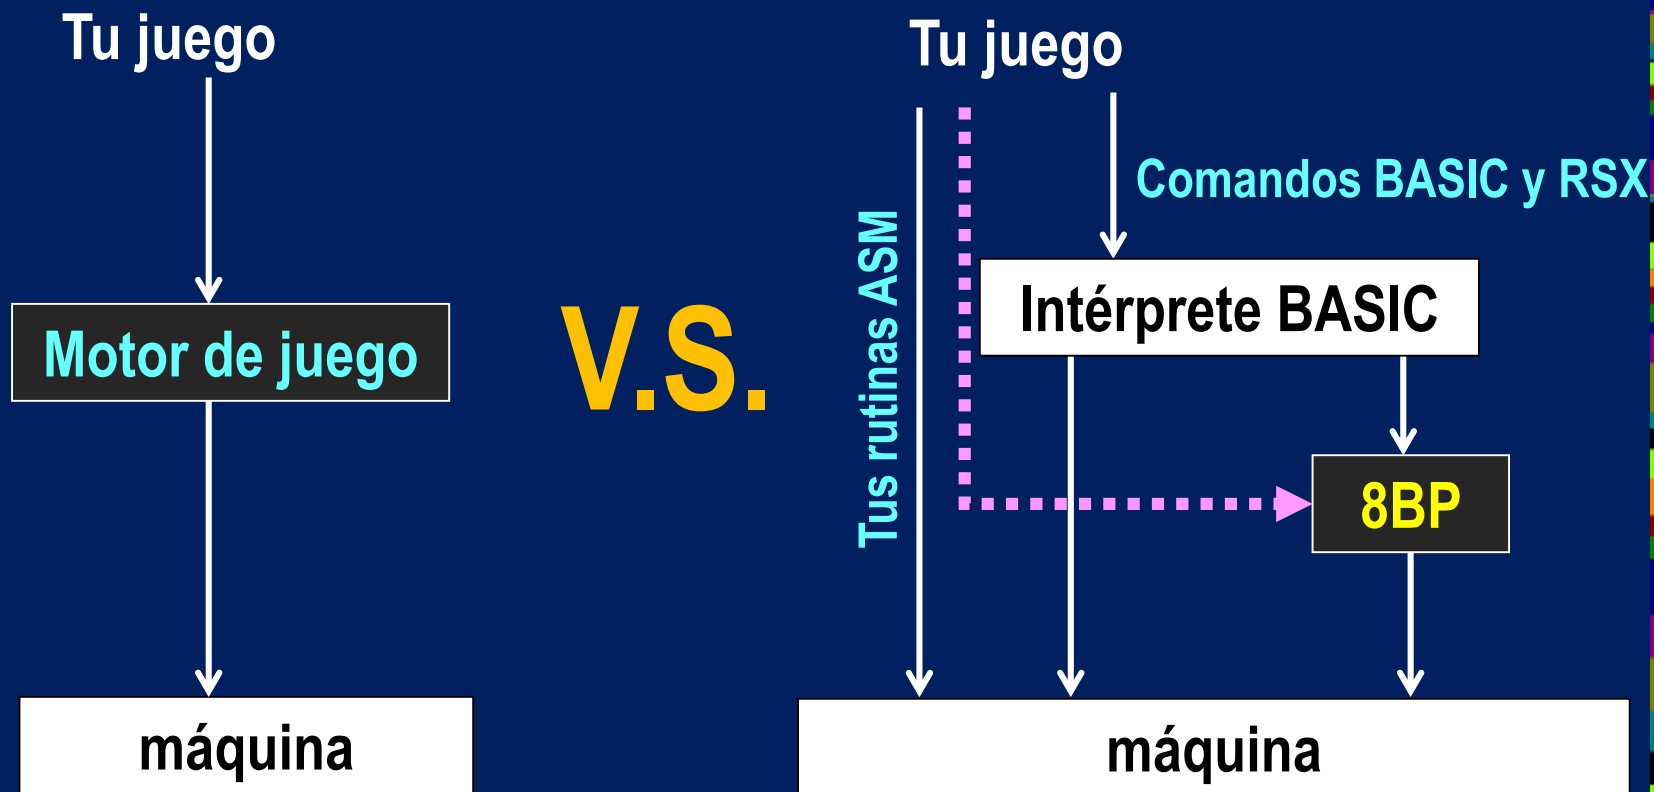 Tu juego
Motor de juego
máquina
V.S.
Tu juego
Comandos BASIC y RSX
Tus rutinas ASM
Intérprete BASIC
8BP
máquina